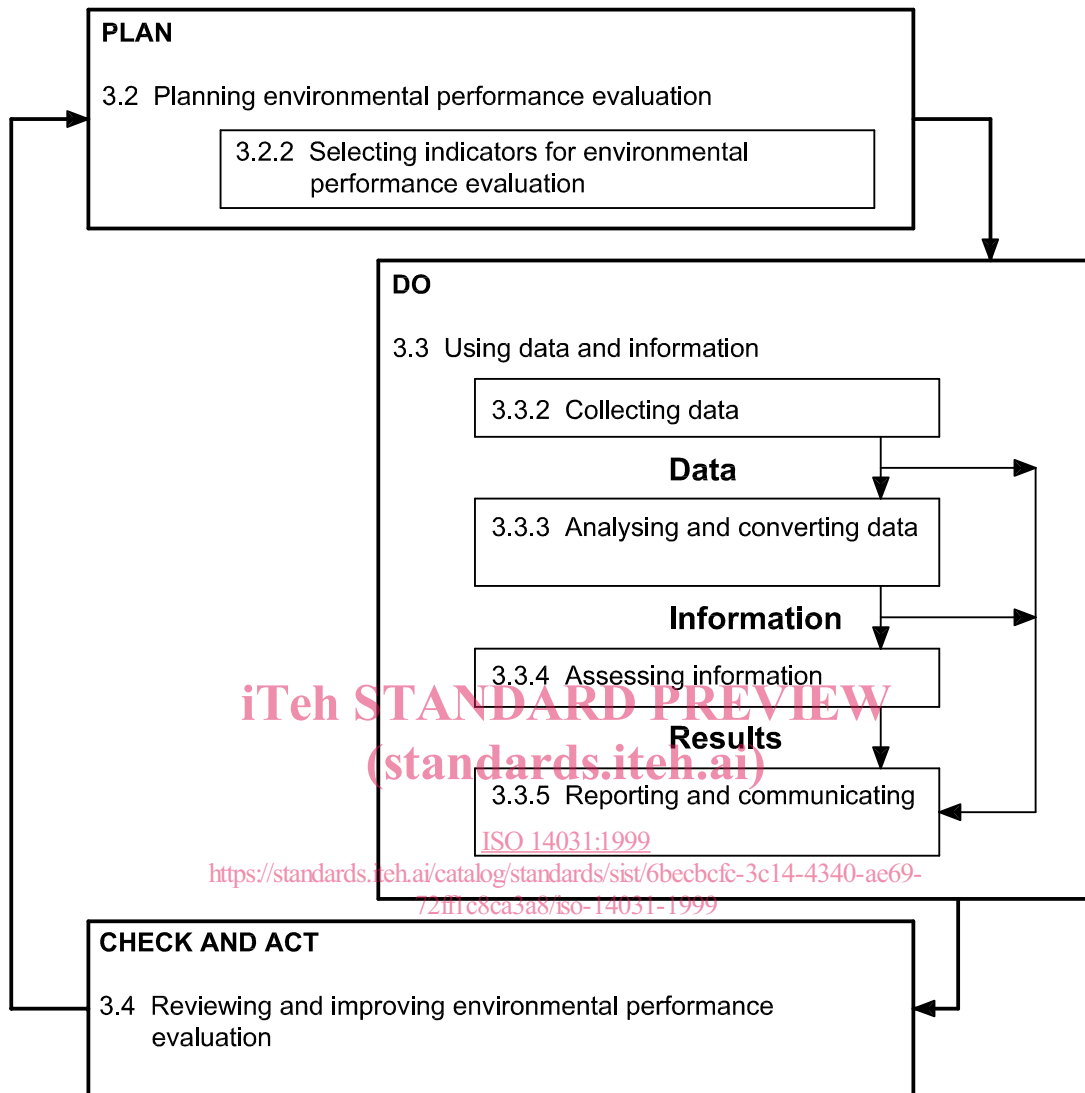 PLAN
3.2 Planning environmental performance evaluation
3.2.2 Selecting indicators for environmental
performance evaluation
DO
3.3 Using data and information
3.3.2 Collecting data
Data
3.3.3 Analysing and converting data
Information
3.3.4 Assessing information
iTeh STANDARD PREVIEW
Results
(standards.iteh.ai)
3.3.5 Reporting and communicating
ISO 14031:1999
https://standards.iteh.ai/catalog/standards/sist/6becbcfc-3c14-4340-ae69-
72ff1c8ca3a8/iso-14031-1999
CHECK AND ACT
3.4 Reviewing and improving environmental performance
evaluation